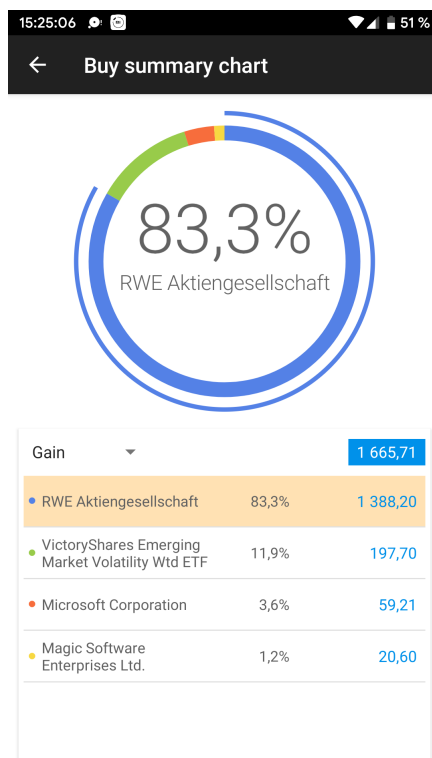 15:25:06
51 %
Buy summary chart
83,3%
RWE Aktiengesellschaft
Gain
1 665,71
RWE Aktiengesellschaft 83,3% 1 388,20
VictoryShares Emerging
Market Volatility Wtd ETF 11,9% 197,70
Microsoft Corporation 3,6% 59,21
Magic Software
Enterprises Ltd. 1,2% 20,60